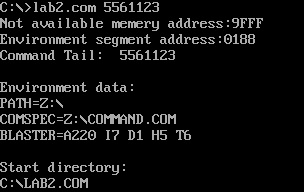 C:\>lab2.com 5561123
Not available memery address:9FFF
Environment segment address:0188
Command Tail:  5561123
Environment data:
PATH=Z:\
COMSPEC=Z:\COMMAND.COM
BLASTER=A220 I7 D1 H5 T6
Start directory:
C:\LAB2.COM